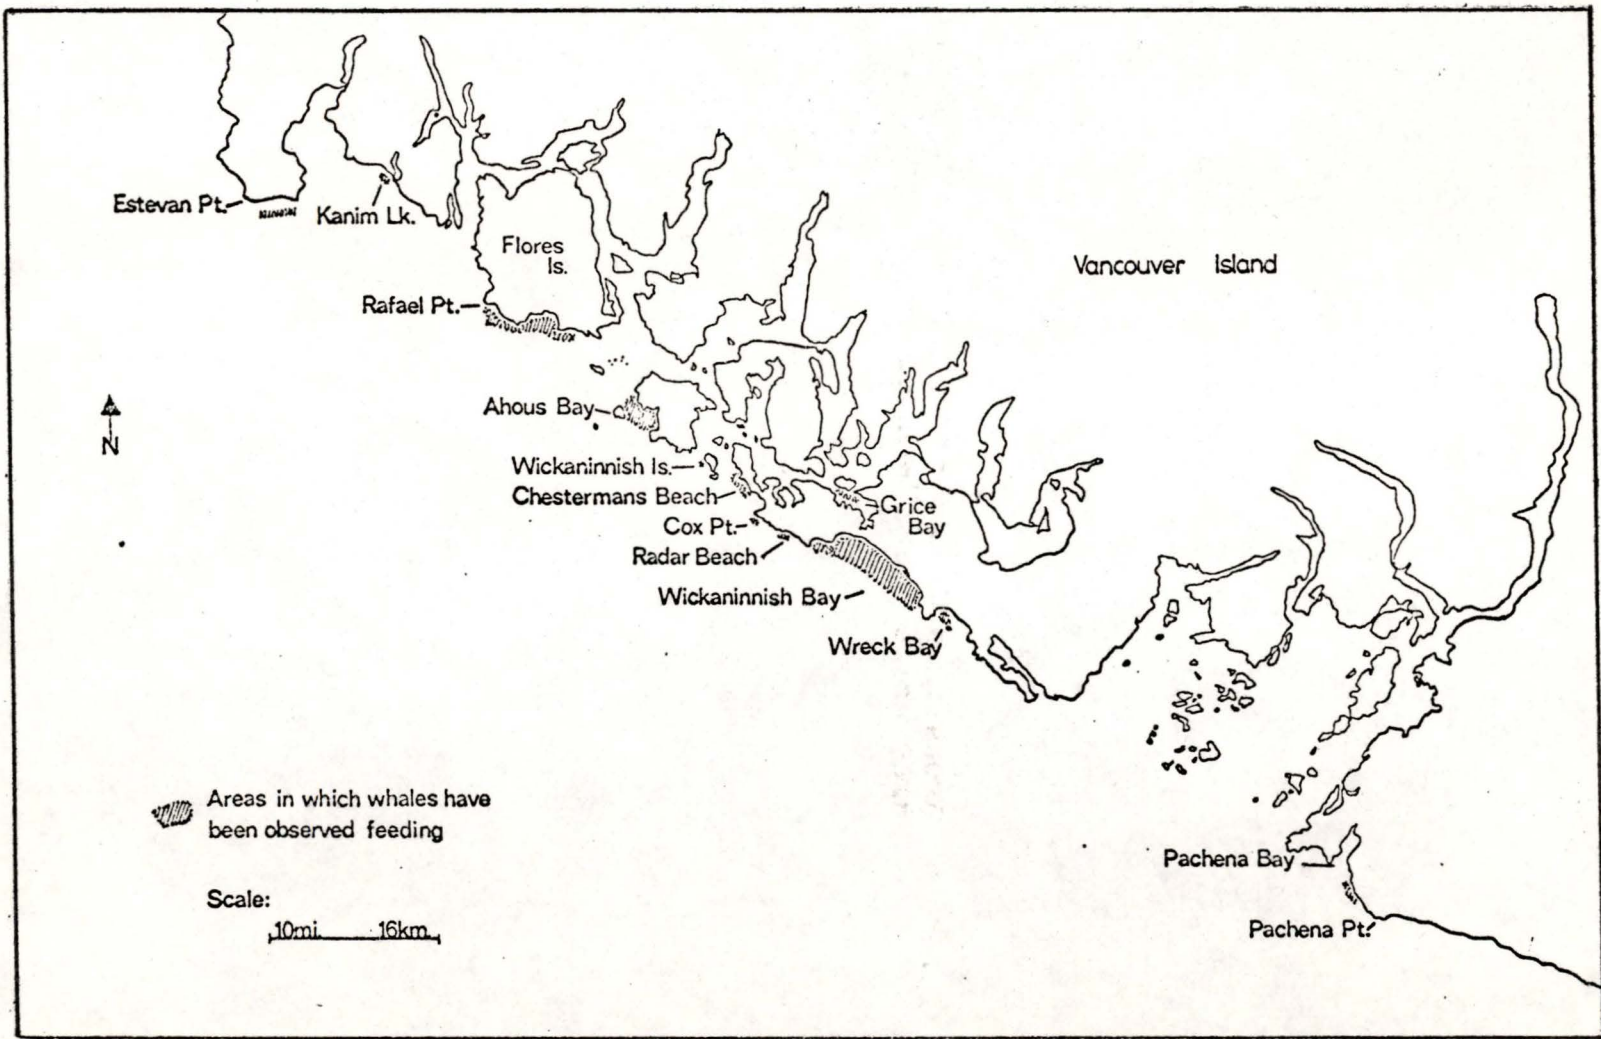 Estevan Pt.
Kanim Lk.
Flores
Is.
Vancouver Island
Rafael Pt.
Ahous Bay
N
Wickaninnish Is.
Chestermans Beach
Grice
Bay
Cox Pt.
Radar Beach
Wickaninnish Bay
Wreck Bay
Areas in which whales have
been observed feeding
Pachena Bay
Scale:
10mi. 16km.
Pachena Pt.